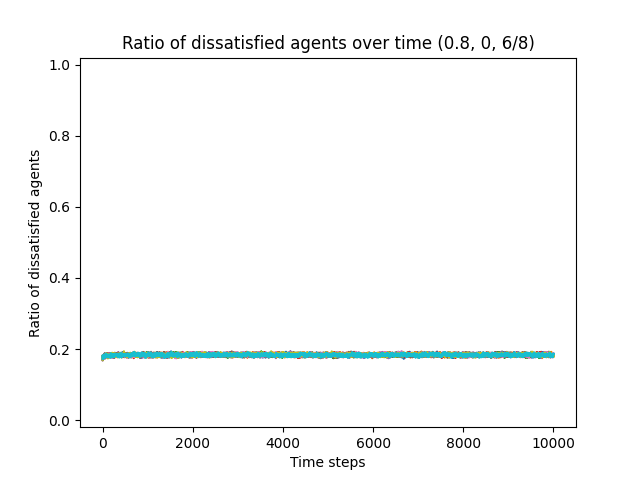 Ratio of dissatisfied agents over time (0.8, 0, 6/8)
1.0
0.8
0.6
0.4
0.2
0.0
Ratio of dissatisfied agents
0 2000 4000 6000 8000 10000
Time steps